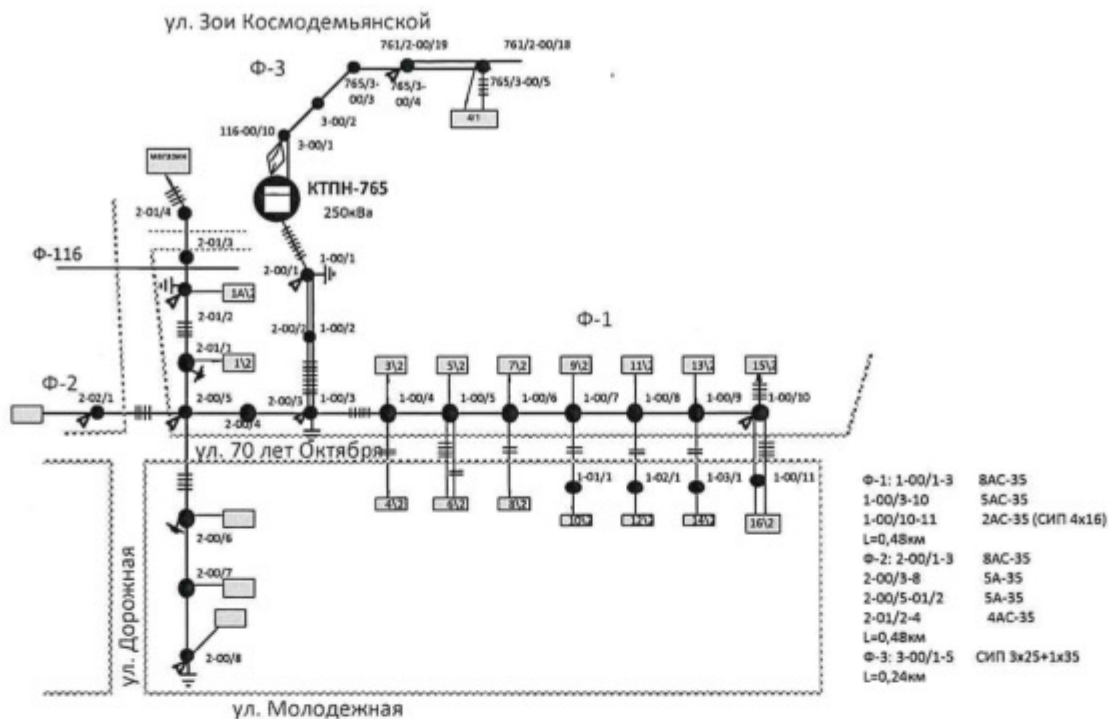 ул. Зои Космодемьянской
761/2-00/19
761/2-00/18
Ф-3
765/3-00/3
765/3-00/4
765/3-00/5
3-00/2
116-00/10
3-00/1
магазин
КТПН-765
250кВа
2-01/4
2-01/3
Ф-116
2-00/1
1-00/1
1А\2
2-01/2
2-00/2
1-00/2
Ф-1
2-01/1
1\2
3\2
5\2
7\2
9\2
11\2
13\2
15\2
Ф-2
2-02/1
2-00/5
2-00/4
2-00/3
1-00/3
1-00/4
1-00/5
1-00/6
1-00/7
1-00/8
1-00/9
1-00/10
ул. 70 лет Октября
1-01/1
1-02/1
1-03/1
1-00/11
4\2
6\2
8\2
10\2
12\2
14\2
16\2
2-00/6
2-00/7
2-00/8
ул. Дорожная
ул. Молодежная
Ф-1: 1-00/1-3 8АС-35
1-00/3-10 5АС-35
1-00/10-11 2АС-35 (СИП 4х16)
L=0,48км
Ф-2: 2-00/1-3 8АС-35
2-00/3-8 5А-35
2-00/5-01/2 5А-35
2-01/2-4 4АС-35
L=0,48км
Ф-3: 3-00/1-5 СИП 3х25+1х35
L=0,24км